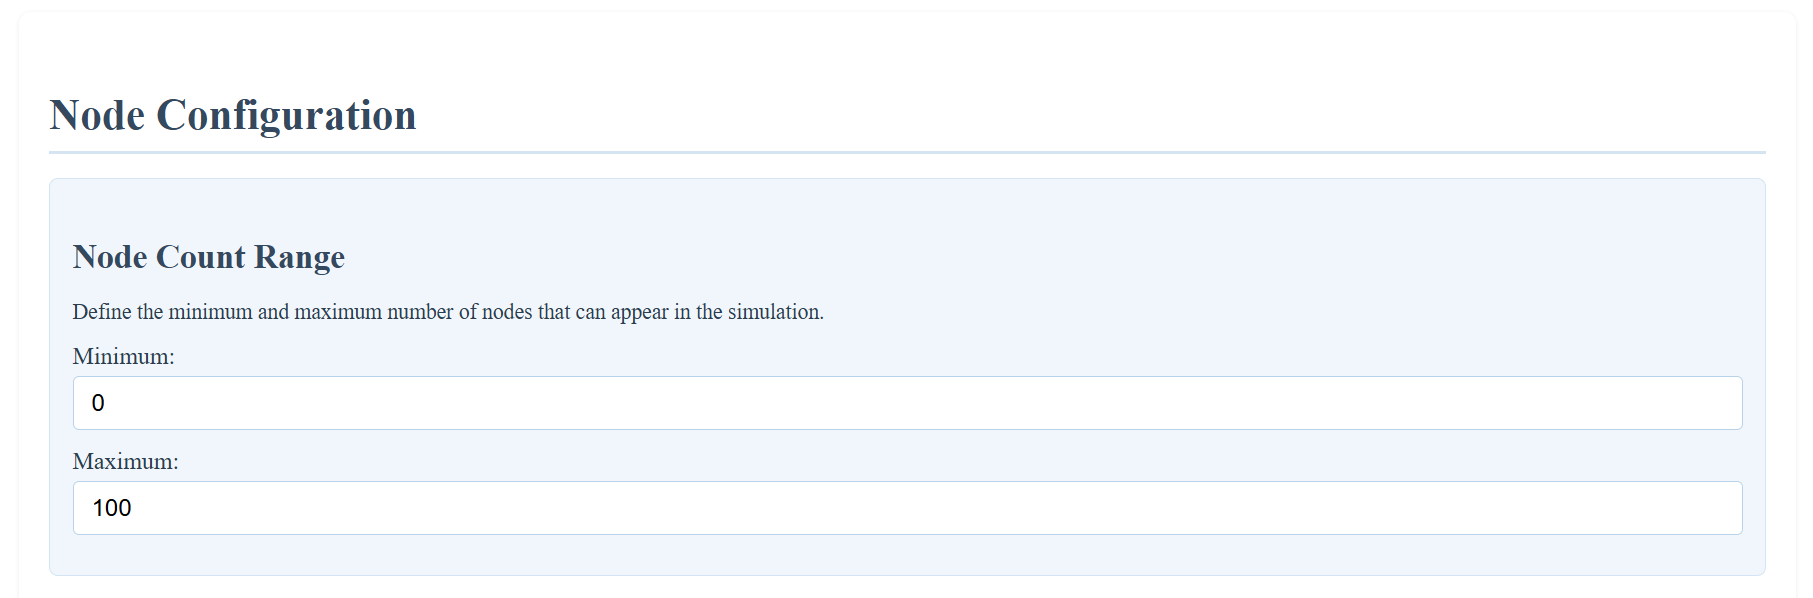 Node Configuration
Node Count Range
Define the minimum and maximum number of nodes that can appear in the simulation.
Minimum:
0
Maximum:
100